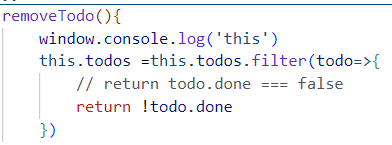 removeTodo(){
window.console.log('this')
this.todos =this.todos.filter(todo=>{
// return todo.done === false
return !todo.done
})